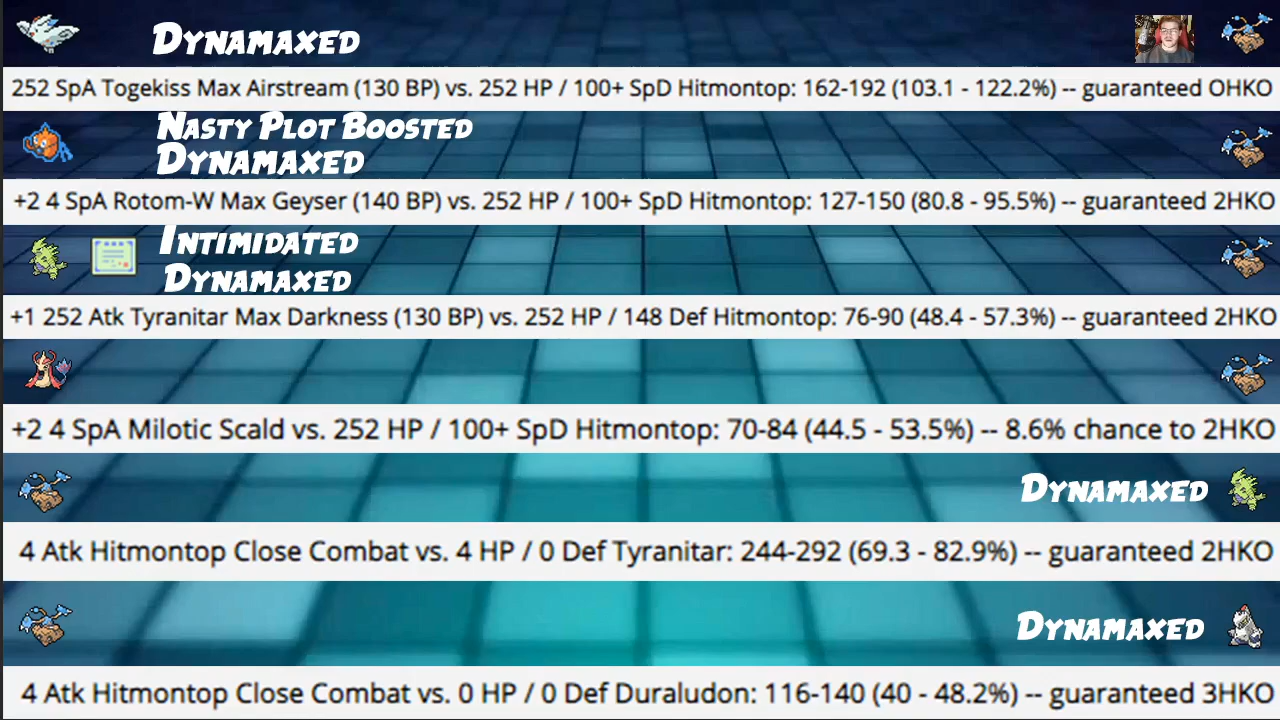 DYNAMAXED
252 SpA Togekiss Max Airstream (130 BP) vs. 252 HP / 100+ SpD Hitmontop: 162-192 (103.1 - 122.2%) -- guaranteed OHKO
NASTY PLOT BOOSTED
DYNAMAXED
+2 4 SpA Rotom-W Max Geyser (140 BP) vs. 252 HP / 100+ SpD Hitmontop: 127-150 (80.8 - 95.5%) -- guaranteed 2HKO
INTIMIDATED
DYNAMAXED
+1 252 Atk Tyranitar Max Darkness (130 BP) vs. 252 HP / 148 Def Hitmontop: 76-90 (48.4 - 57.3%) -- guaranteed 2HKO
+2 4 SpA Milotic Scald vs. 252 HP / 100+ SpD Hitmontop: 70-84 (44.5 - 53.5%) -- 8.6% chance to 2HKO
DYNAMAXED
4 Atk Hitmontop Close Combat vs. 4 HP / 0 Def Tyranitar: 244-292 (69.3 - 82.9%) -- guaranteed 2HKO
DYNAMAXED
4 Atk Hitmontop Close Combat vs. 0 HP / 0 Def Duraludon: 116-140 (40 - 48.2%) -- guaranteed 3HKO